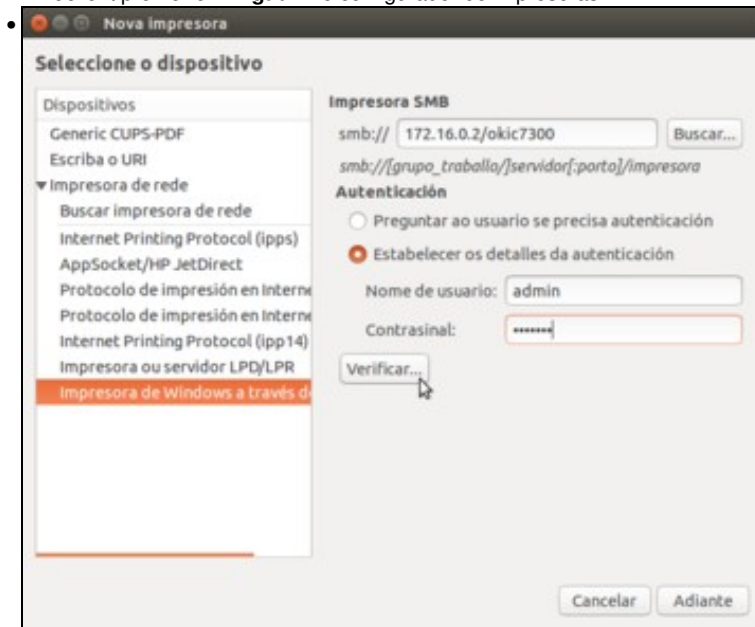 Nova impresora
Seleccione o dispositivo
Dispositivos
Generic CUPS-PDF
Escriba o URI
Impresora de rede
Buscar impresora de rede
Internet Printing Protocol (ipps)
AppSocket/HP JetDirect
Protocolo de impresión en Interne
Protocolo de impresión en Interne
Internet Printing Protocol (ipp14)
Impresora ou servidor LPD/LPR
Impresora de Windows a través d
Impresora SMB
smb:// 172.16.0.2/okic7300 Buscar...
smb://[grupo_traballo/]servidor[:porto]/impresora
Autenticación
Preguntar ao usuario se precisa autenticación
Estabelecer os detalles da autenticación
Nome de usuario: admin
Contrasinal: •••••••
Verificar...
Cancelar Adiante